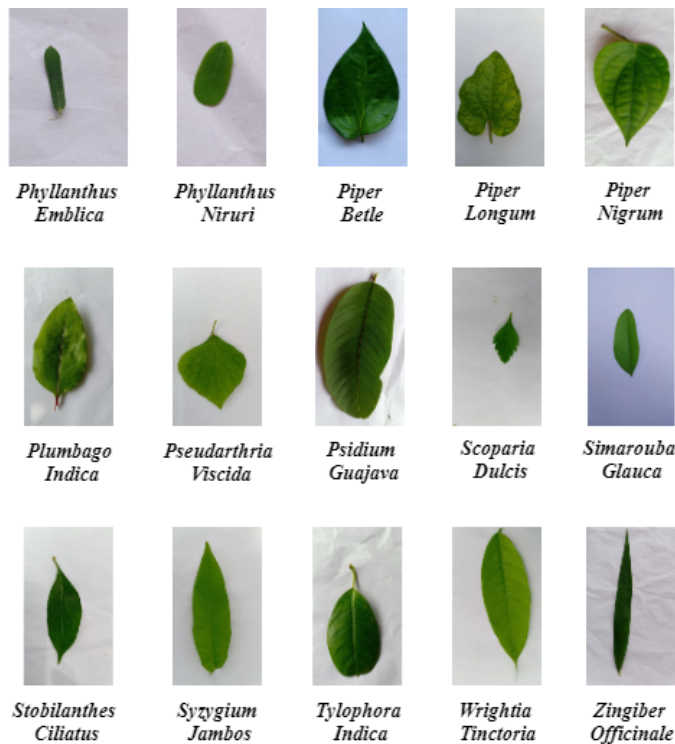 Phyllanthus
Emblica
Phyllanthus
Niruri
Piper
Betle
Piper
Longum
Piper
Nigrum
Plumbago
Indica
Pseudarthria
Viscida
Psidium
Guajava
Scoparia
Dulcis
Simarouba
Glauca
Stobilanthes
Ciliatus
Syzygium
Jambos
Tylophora
Indica
Wrightia
Tinctoria
Zingiber
Officinale